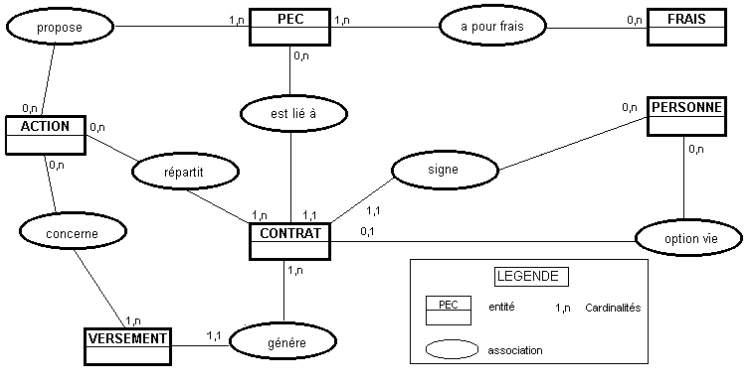 propose
1,n
PEC
1,n
a pour frais
0,n
FRAIS
0,n
est lié à
0,n
ACTION
0,n
0,n
PERSONNE
0,n
0,n
répartit
signe
1,n
1,1
1,1
concerne
CONTRAT
0,1
option vie
1,n
LEGENDE
PEC
entité
1,n
Cardinalités
1,n
VERSEMENT
1,1
génére
association